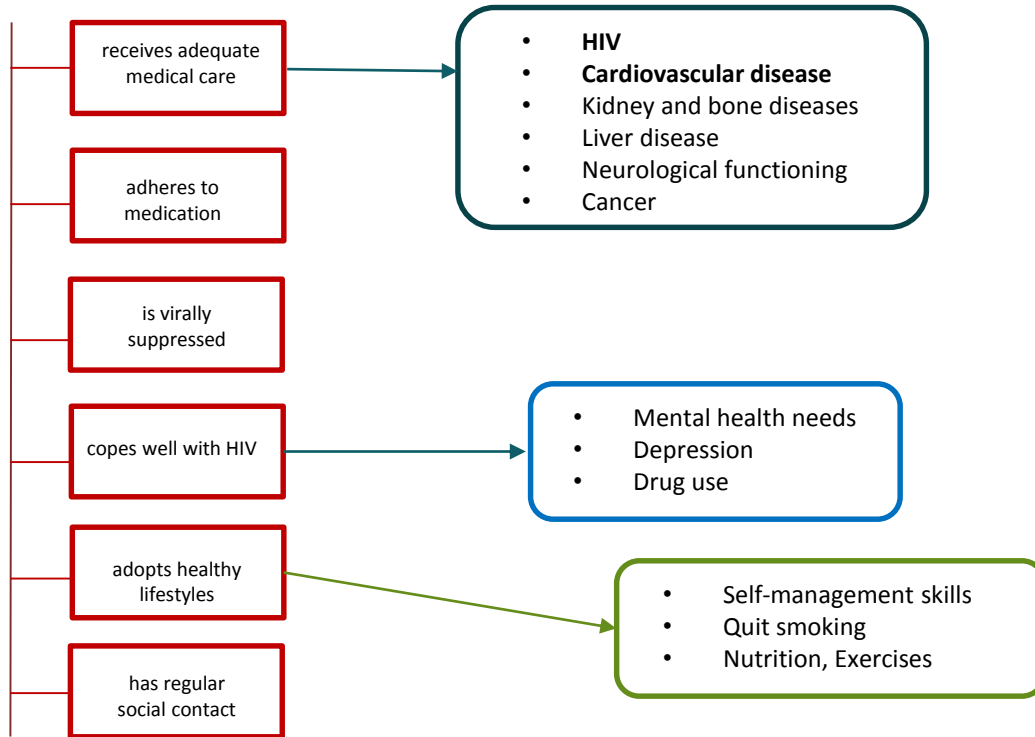 receives adequate
medical care
• HIV
• Cardiovascular disease
• Kidney and bone diseases
• Liver disease
• Neurological functioning
• Cancer
adheres to
medication
is virally
suppressed
copes well with HIV
• Mental health needs
• Depression
• Drug use
adopts healthy
lifestyles
• Self-management skills
• Quit smoking
• Nutrition, Exercises
has regular
social contact